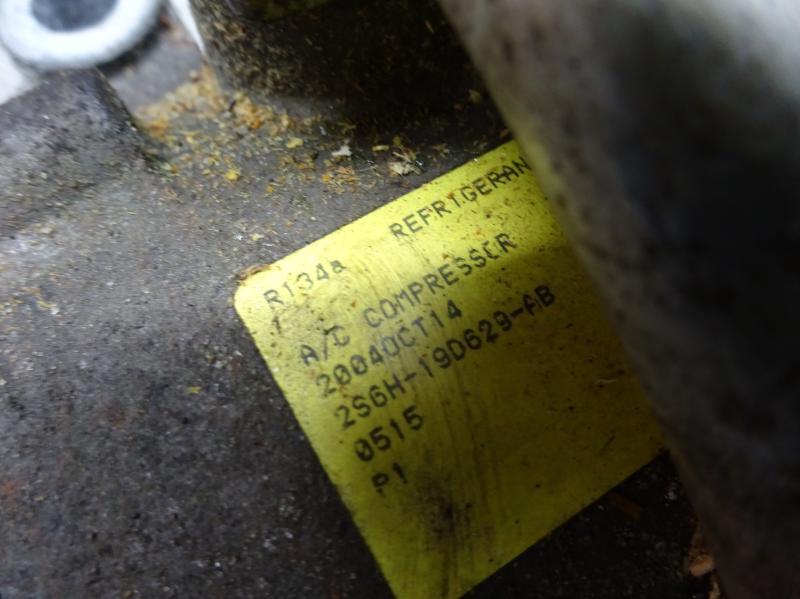 R134a REFRIGERAN
A/C COMPRESSOR
2004OCT14
2S6H-19D629-AB
0515
P1